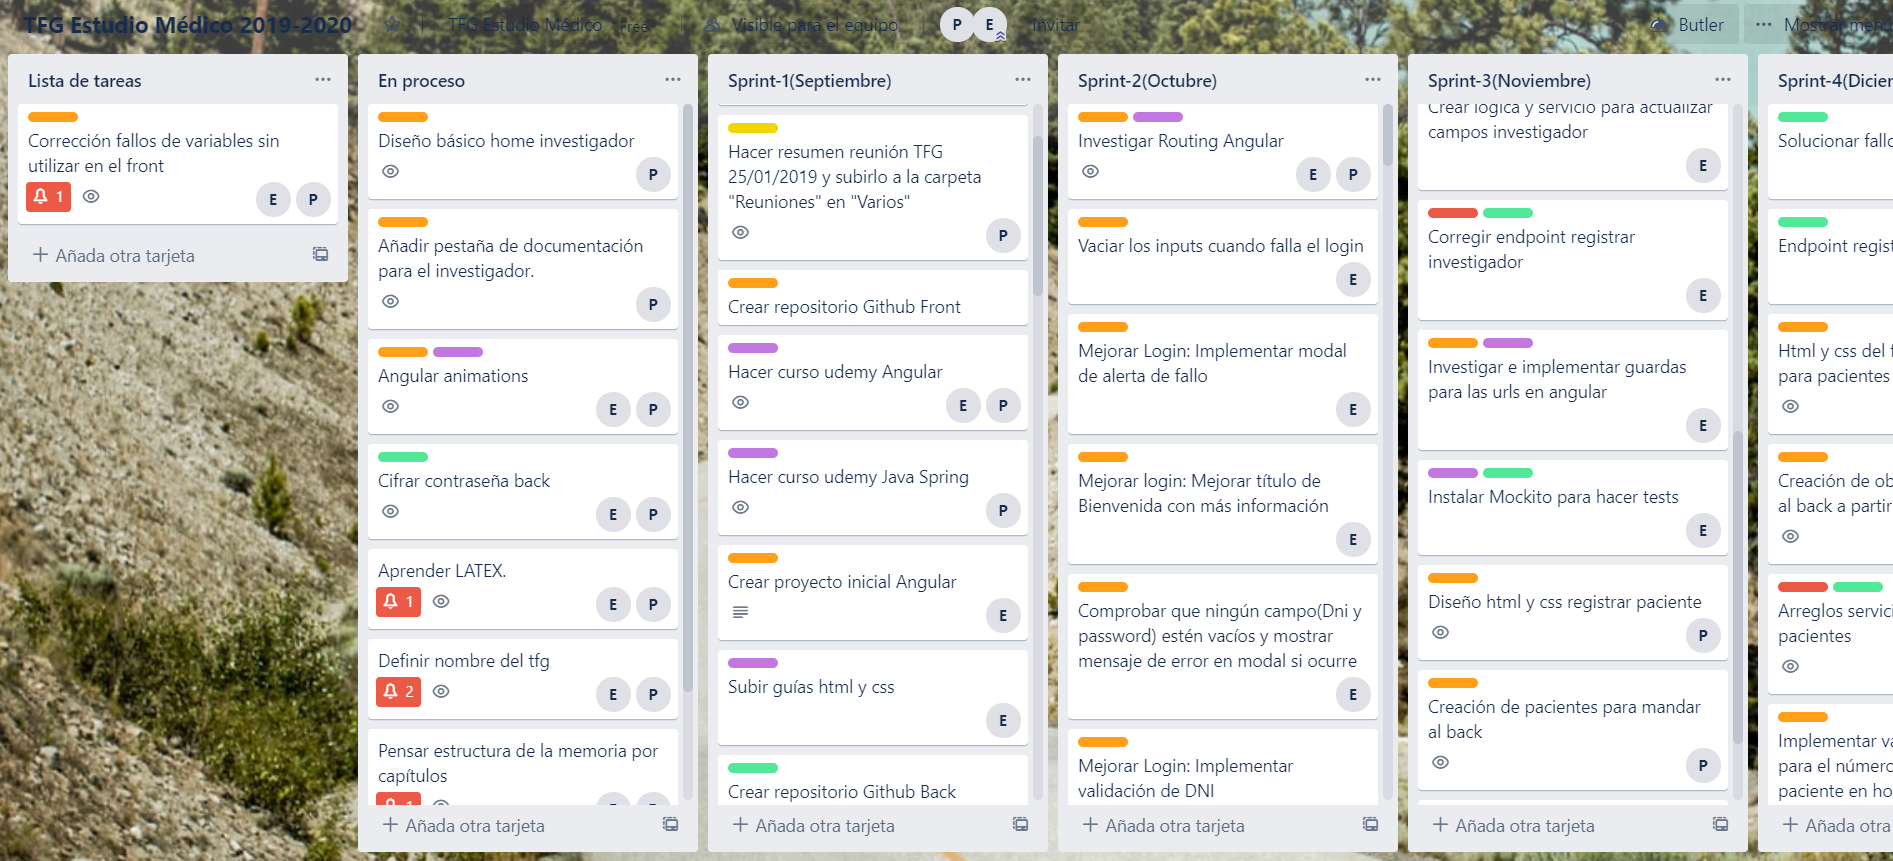 TFG Estudio Médico 2019-2020
TFG Estudio Médico Free
Visible para el equipo
P E
Invitar
Butler
Mostrar menú
Lista de tareas
Corrección fallos de variables sin
utilizar en el front
1
E P
Añada otra tarjeta
En proceso
Diseño básico home investigador
P
Añadir pestaña de documentación
para el investigador.
P
Angular animations
E P
Cifrar contraseña back
E P
Aprender LATEX.
1
E P
Definir nombre del tfg
2
E P
Pensar estructura de la memoria por
capítulos
1
Añada otra tarjeta
Sprint-1(Septiembre)
Hacer resumen reunión TFG
25/01/2019 y subirlo a la carpeta
"Reuniones" en "Varios"
P
Crear repositorio Github Front
Hacer curso udemy Angular
E P
Hacer curso udemy Java Spring
P
Crear proyecto inicial Angular
E
Subir guías html y css
E
Crear repositorio Github Back
Añada otra tarjeta
Sprint-2(Octubre)
Investigar Routing Angular
E P
Vaciar los inputs cuando falla el login
E
Mejorar Login: Implementar modal
de alerta de fallo
E
Mejorar login: Mejorar título de
Bienvenida con más información
E
Comprobar que ningún campo(Dni y
password) estén vacíos y mostrar
mensaje de error en modal si ocurre
E
Mejorar Login: Implementar
validación de DNI
Añada otra tarjeta
Sprint-3(Noviembre)
Crear lógica y servicio para actualizar
campos investigador
E
Corregir endpoint registrar
investigador
E
Investigar e implementar guardas
para las urls en angular
E
Instalar Mockito para hacer tests
E
Diseño html y css registrar paciente
P
Creación de pacientes para mandar
al back
P
Añada otra tarjeta
Sprint-4(Dicien
Solucionar fallo
Endpoint regist
Html y css del f
para pacientes
Creación de ob
al back a partir
Arreglos servici
pacientes
Implementar va
para el número
paciente en ho
Añada otra